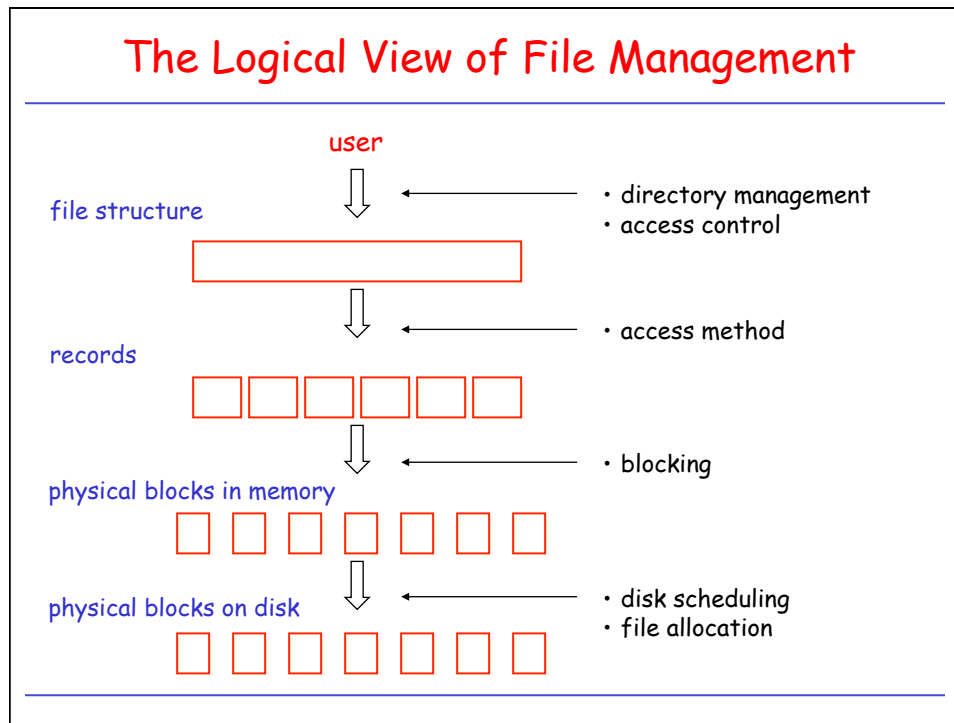 The Logical View of File Management
user
• directory management
file structure
• access control
• access method
records
• blocking
physical blocks in memory
• disk scheduling
physical blocks on disk
• file allocation